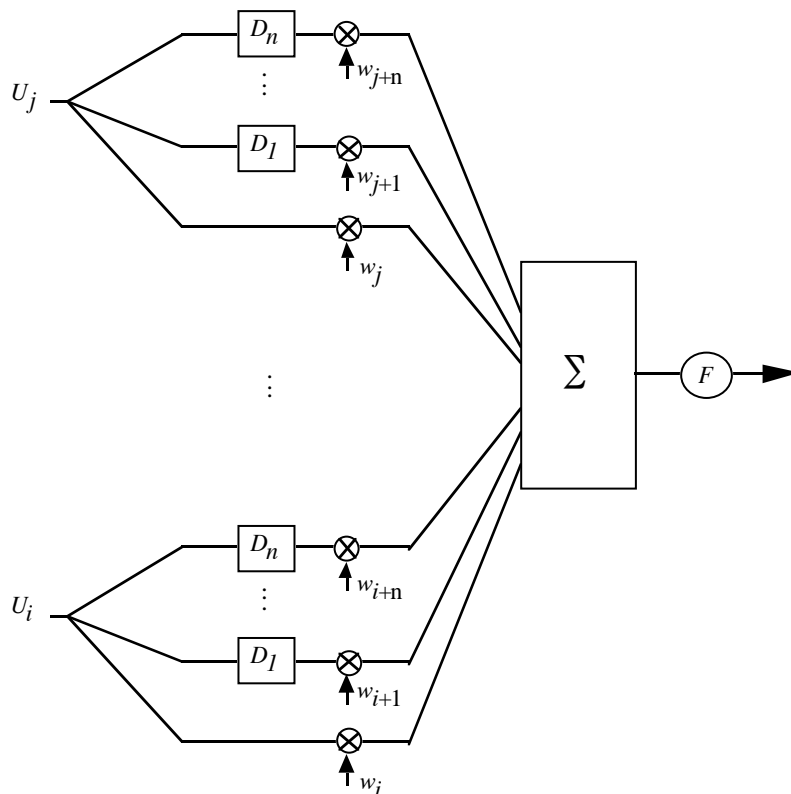 D_n
w_{j+n}
⋮
U_j
D_1
w_{j+1}
w_j
Σ
F
⋮
D_n
w_{i+n}
⋮
U_i
D_1
w_{i+1}
w_i